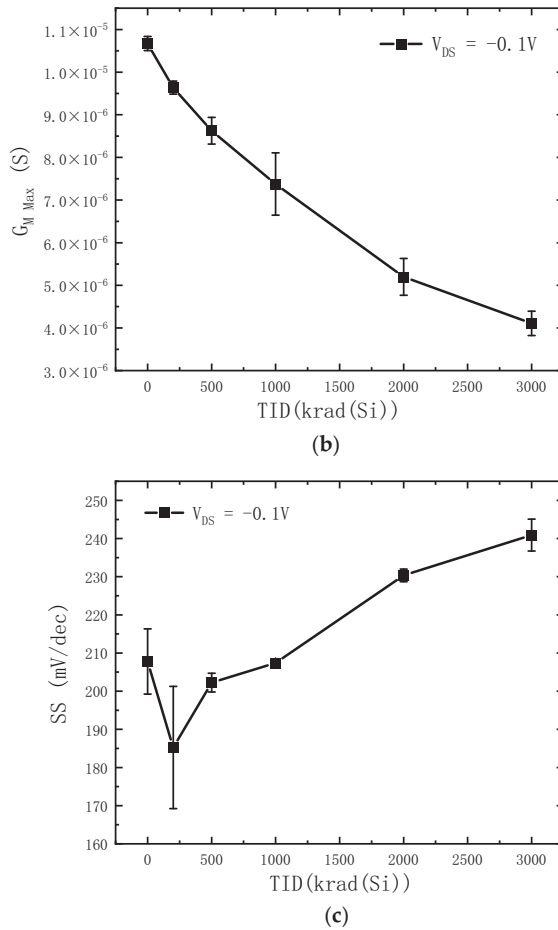 1.1×10⁻⁵
1.0×10⁻⁵
9.0×10⁻⁶
8.0×10⁻⁶
7.0×10⁻⁶
6.0×10⁻⁶
5.0×10⁻⁶
4.0×10⁻⁶
3.0×10⁻⁶
G_M Max (S)
V_DS = -0.1V
0 500 1000 1500 2000 2500 3000
TID(krad(Si))
(b)
250
240
230
220
210
200
190
180
170
160
SS (mV/dec)
V_DS = -0.1V
0 500 1000 1500 2000 2500 3000
TID(krad(Si))
(c)